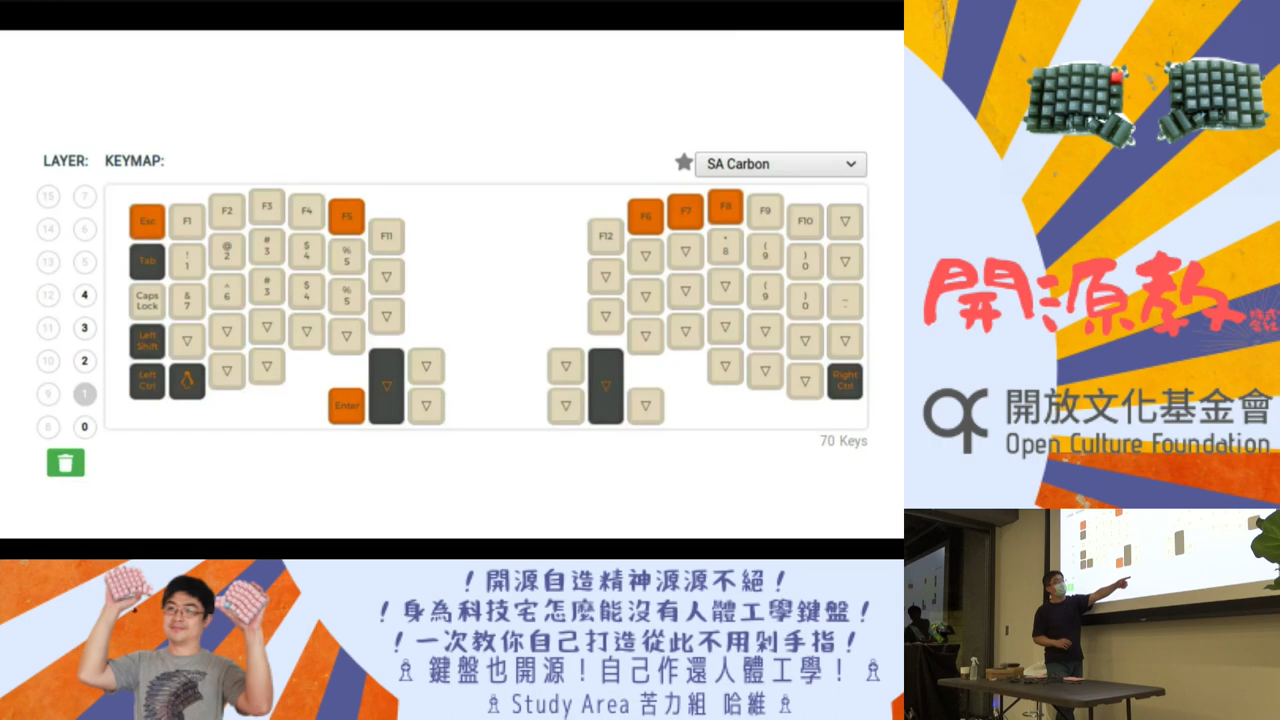 LAYER: KEYMAP:
SA Carbon
15 7
14 6
13 5
12 4
11 3
10 2
9 1
8 0
Esc F1 F2 F3 F4 F5 F11
F12 F6 F7 F8 F9 F10
Tab ! 1 @ 2 # 3 $ 4 % 5
* 8 ( 9 ) 0
Caps Lock & 7 ^ 6 # 3 $ 4 % 5
( 9 ) 0
Left Shift
Left Ctrl
Right Ctrl
Enter
70 Keys
開源教
株式会社
開放文化基金會
Open Culture Foundation
!開源自造精神源源不絕!
!身為科技宅怎麼能沒有人體工學鍵盤!
!一次教你自己打造從此不用剁手指!
鍵盤也開源!自己作還人體工學!
Study Area 苦力組 哈維